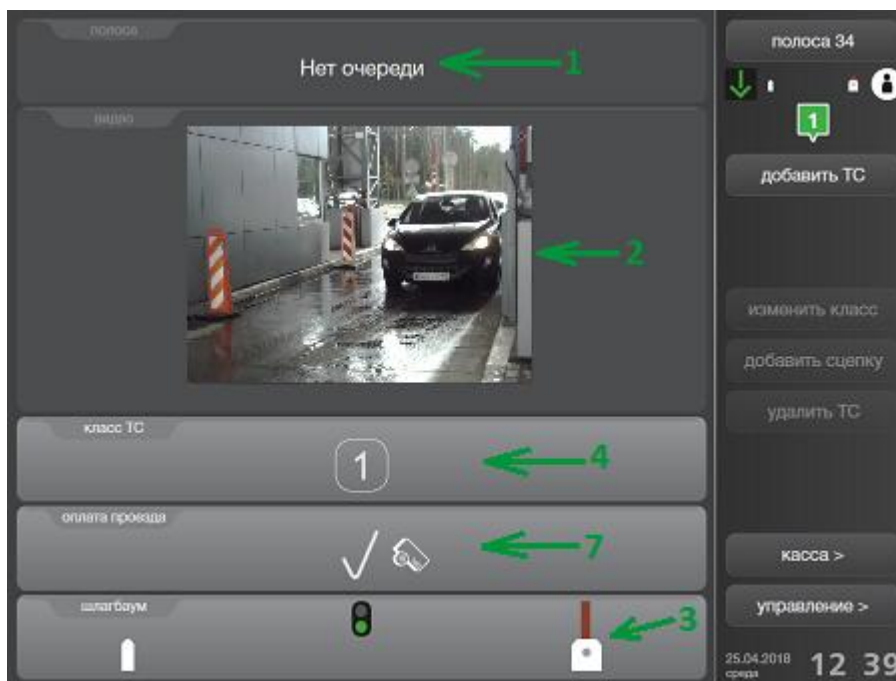 полоса
Нет очереди
1
видео
2
класс ТС
1
4
оплата проезда
7
шлагбаум
3
полоса 34
1
добавить ТС
изменить класс
добавить сцепку
удалить ТС
касса >
управление >
25.04.2018
среда
12 39